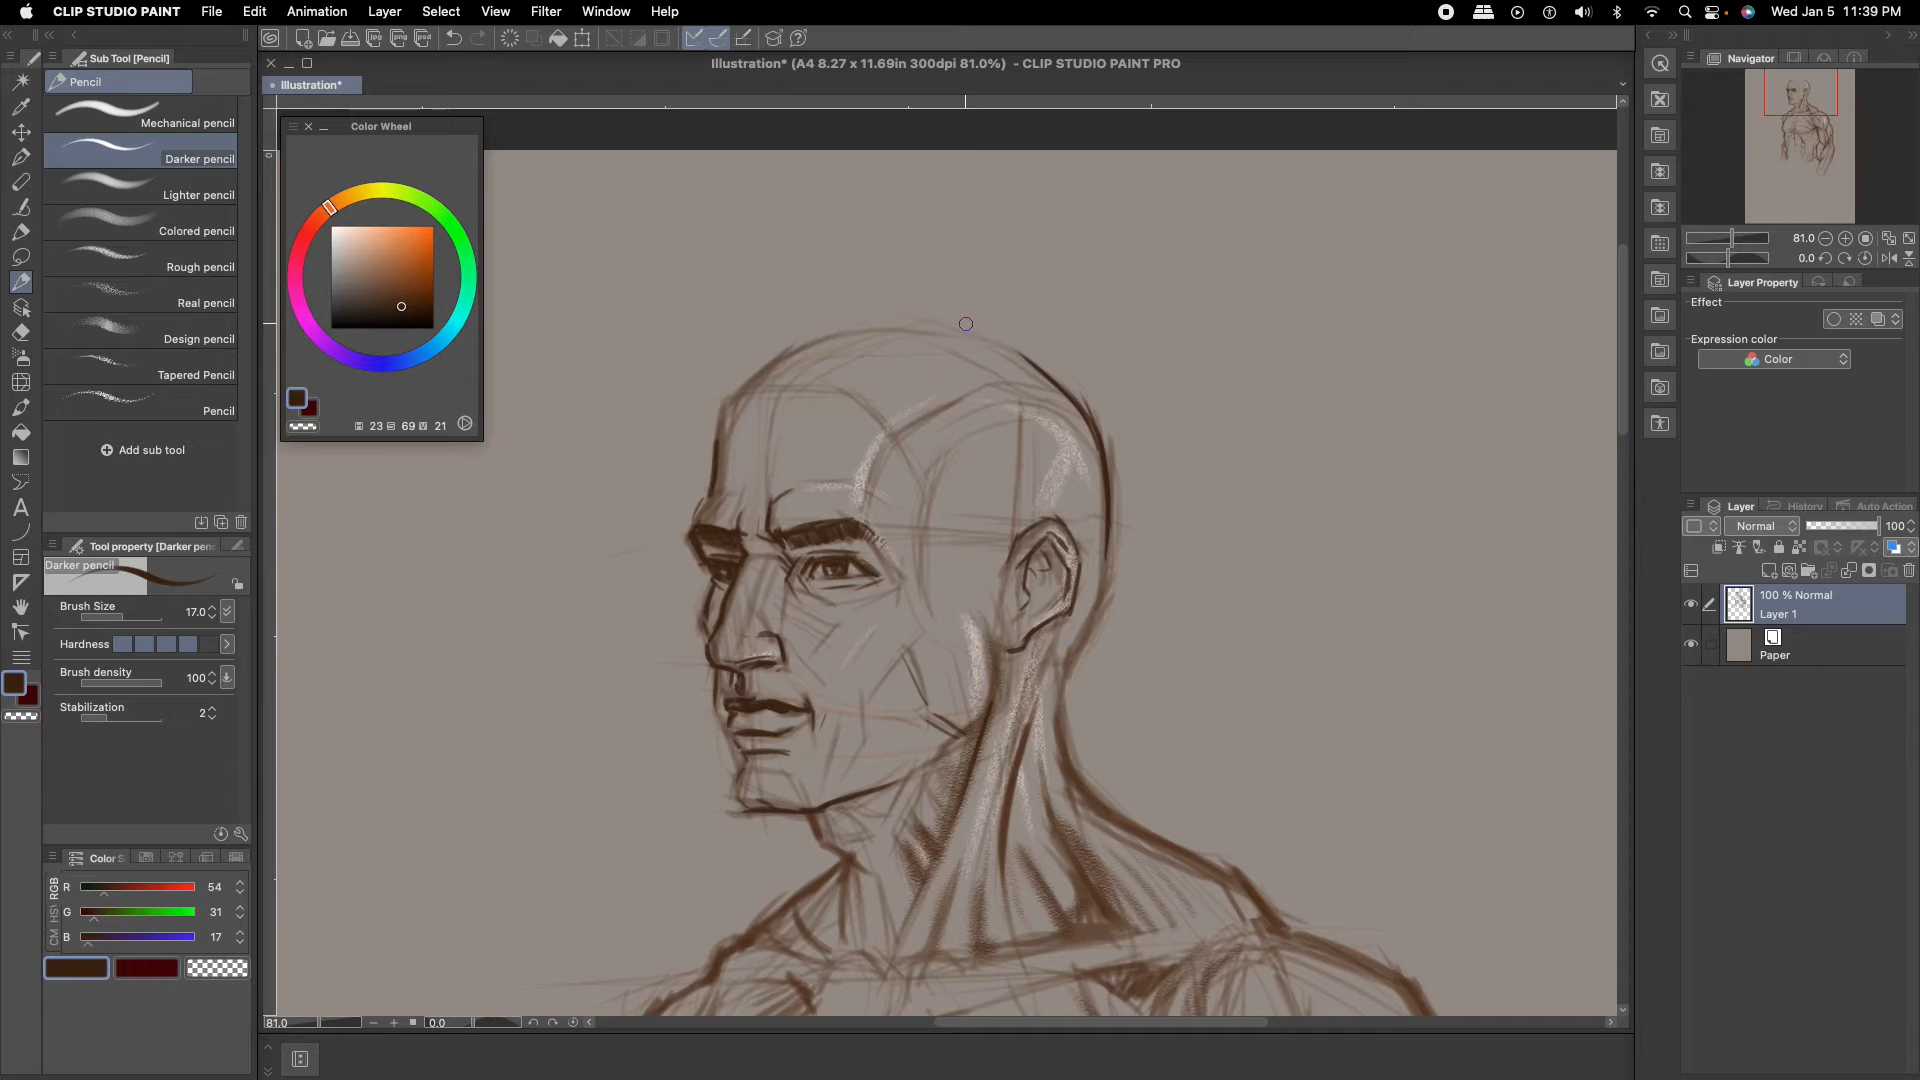 CLIP STUDIO PAINT File Edit Animation Layer Select View Filter Window Help Wed Jan 5 11:39 PM
Sub Tool [Pencil]
Illustration* (A4 8.27 x 11.69in 300dpi 81.0%) - CLIP STUDIO PAINT PRO
Navigator
Pencil
Illustration*
Mechanical pencil
Darker pencil
Lighter pencil
Colored pencil
Rough pencil
Real pencil
Design pencil
Tapered Pencil
Pencil
Add sub tool
Color Wheel
23 69 21
81.0
0.0
Layer Property
Effect
Expression color
Color
Layer History Auto Action
Normal 100
100 % Normal
Layer 1
Paper
Tool property [Darker penc
Darker pencil
Brush Size 17.0
Hardness
Brush density 100
Stabilization 2
Color S
RGB
HS
CM
R 54
G 31
B 17
81.0 0.0